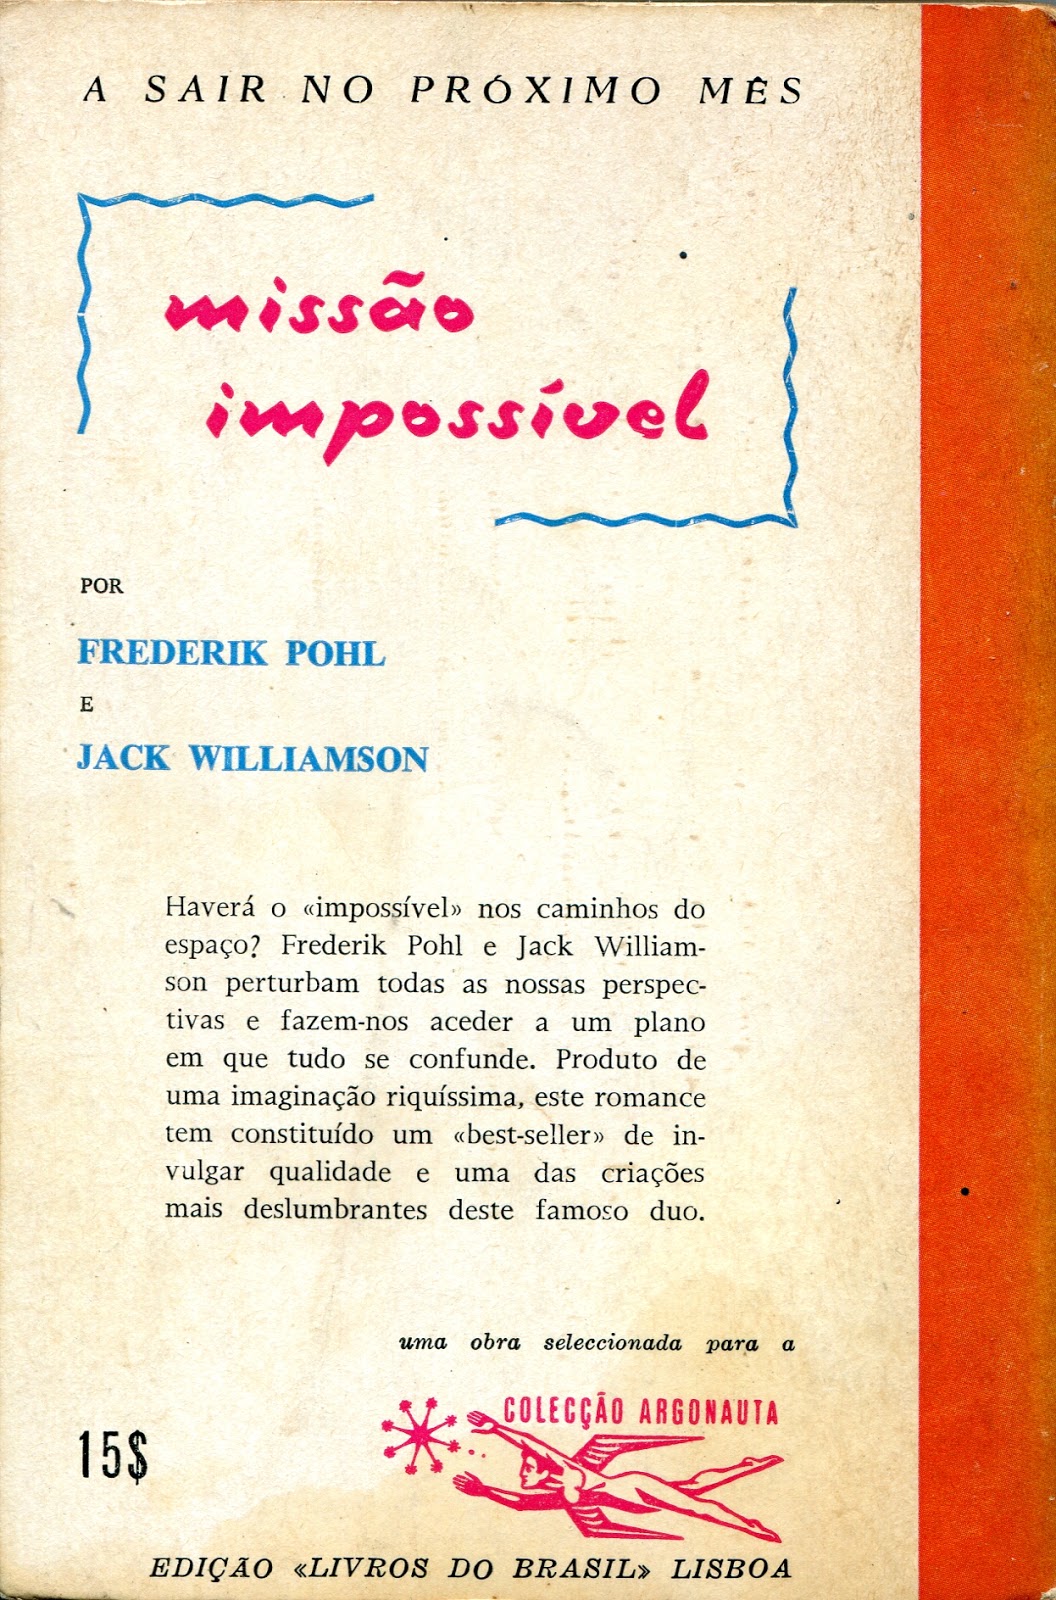 A SAIR NO PRÓXIMO MÊS
missão
impossível
POR
FREDERIK POHL
E
JACK WILLIAMSON
Haverá o «impossível» nos caminhos do
espaço? Frederik Pohl e Jack William-
son perturbam todas as nossas perspec-
tivas e fazem-nos aceder a um plano
em que tudo se confunde. Produto de
uma imaginação riquíssima, este romance
tem constituído um «best-seller» de in-
vulgar qualidade e uma das criações
mais deslumbrantes deste famoso duo.
uma obra seleccionada para a
COLECÇÃO ARGONAUTA
15$
EDIÇÃO «LIVROS DO BRASIL» LISBOA